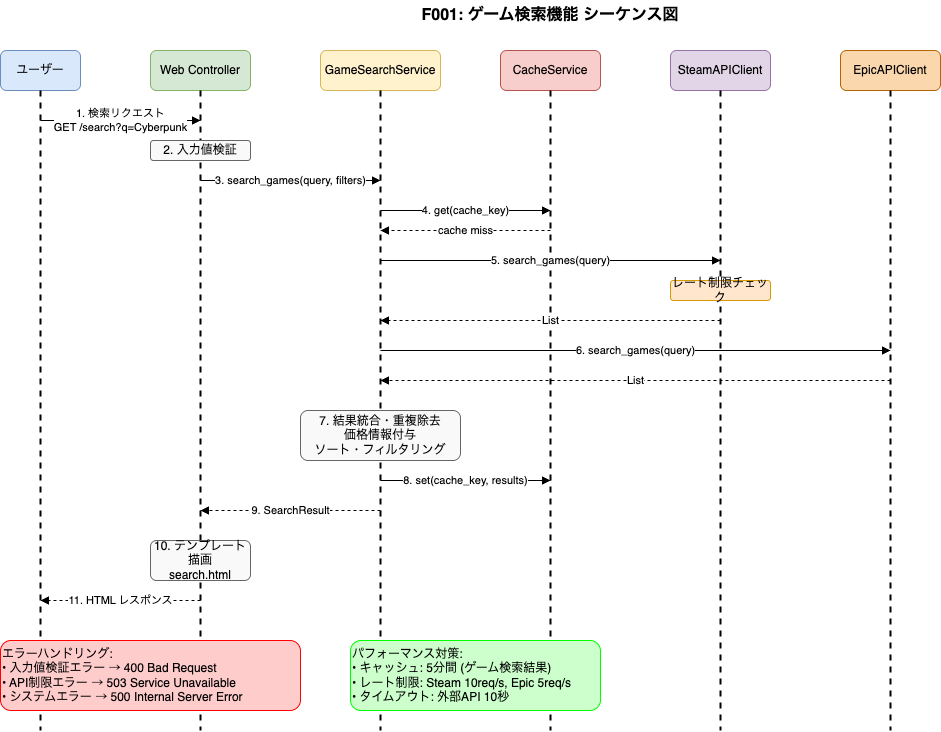 F001: ゲーム検索機能 シーケンス図
ユーザー
Web Controller
GameSearchService
CacheService
SteamAPIClient
EpicAPIClient
1. 検索リクエスト
GET /search?q=Cyberpunk
2. 入力値検証
3. search_games(query, filters)
4. get(cache_key)
cache miss
5. search_games(query)
レート制限チェッ
ク
List
6. search_games(query)
List
7. 結果統合・重複除去
価格情報付与
ソート・フィルタリング
8. set(cache_key, results)
9. SearchResult
10. テンプレート
描画
search.html
11. HTML レスポンス
エラーハンドリング:
• 入力値検証エラー → 400 Bad Request
• API制限エラー → 503 Service Unavailable
• システムエラー → 500 Internal Server Error
パフォーマンス対策:
• キャッシュ: 5分間 (ゲーム検索結果)
• レート制限: Steam 10req/s, Epic 5req/s
• タイムアウト: 外部API 10秒